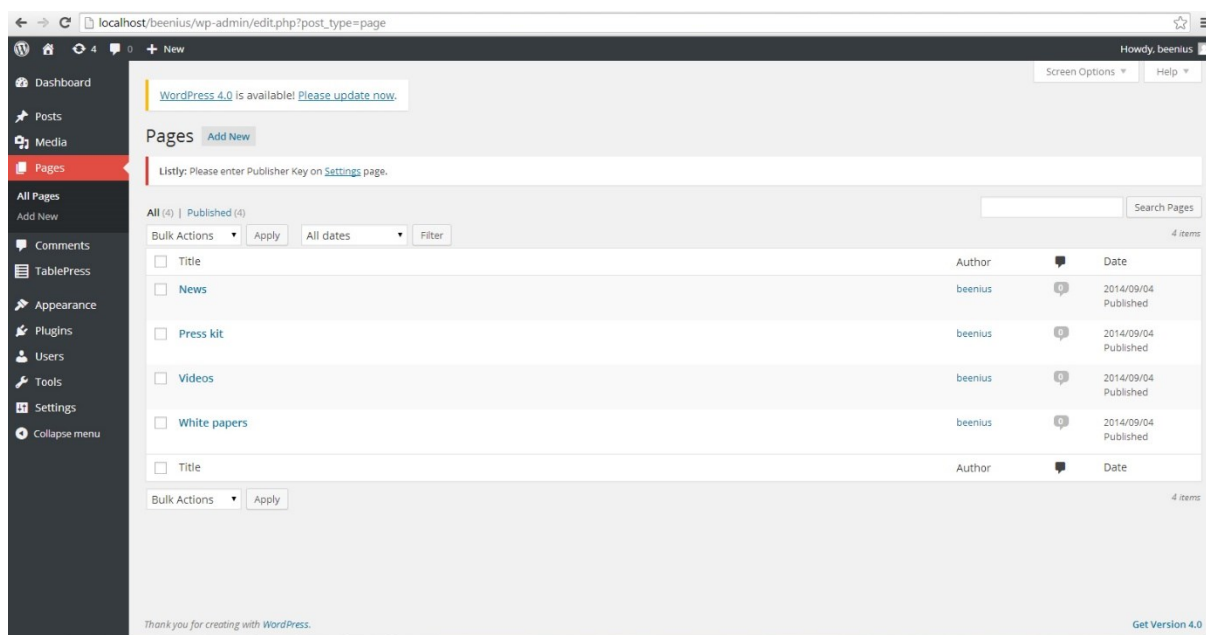 localhost/beenius/wp-admin/edit.php?post_type=page
4 0 + New Howdy, beenius
Dashboard
Posts
Media
Pages
All Pages
Add New
Comments
TablePress
Appearance
Plugins
Users
Tools
Settings
Collapse menu
Screen Options Help
WordPress 4.0 is available! Please update now.
Pages Add New
Listly: Please enter Publisher Key on Settings page.
All (4) | Published (4)
Search Pages
Bulk Actions Apply All dates Filter 4 items
Title Author Date
News beenius 0 2014/09/04
Published
Press kit beenius 0 2014/09/04
Published
Videos beenius 0 2014/09/04
Published
White papers beenius 0 2014/09/04
Published
Title Author Date
Bulk Actions Apply 4 items
Thank you for creating with WordPress. Get Version 4.0